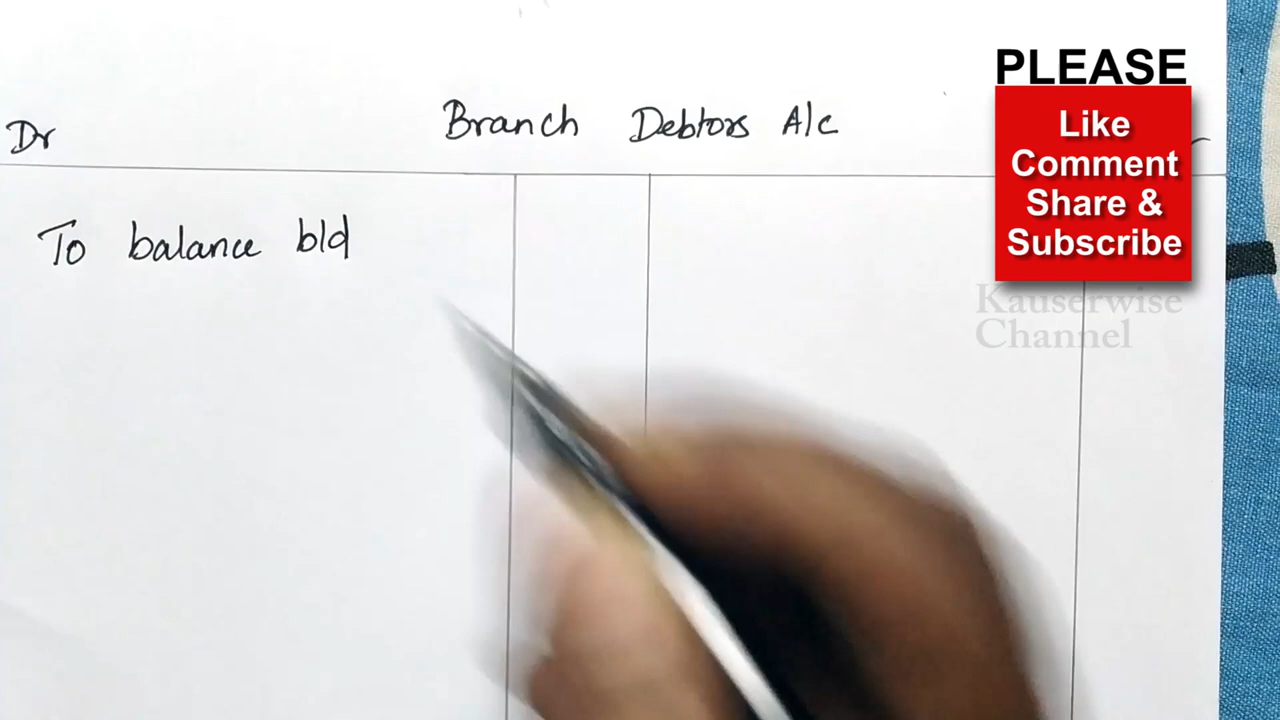 PLEASE
Like
Comment
Share &
Subscribe
Dr Branch Debtors A/c
To balance b/d
Kauserwise
Channel